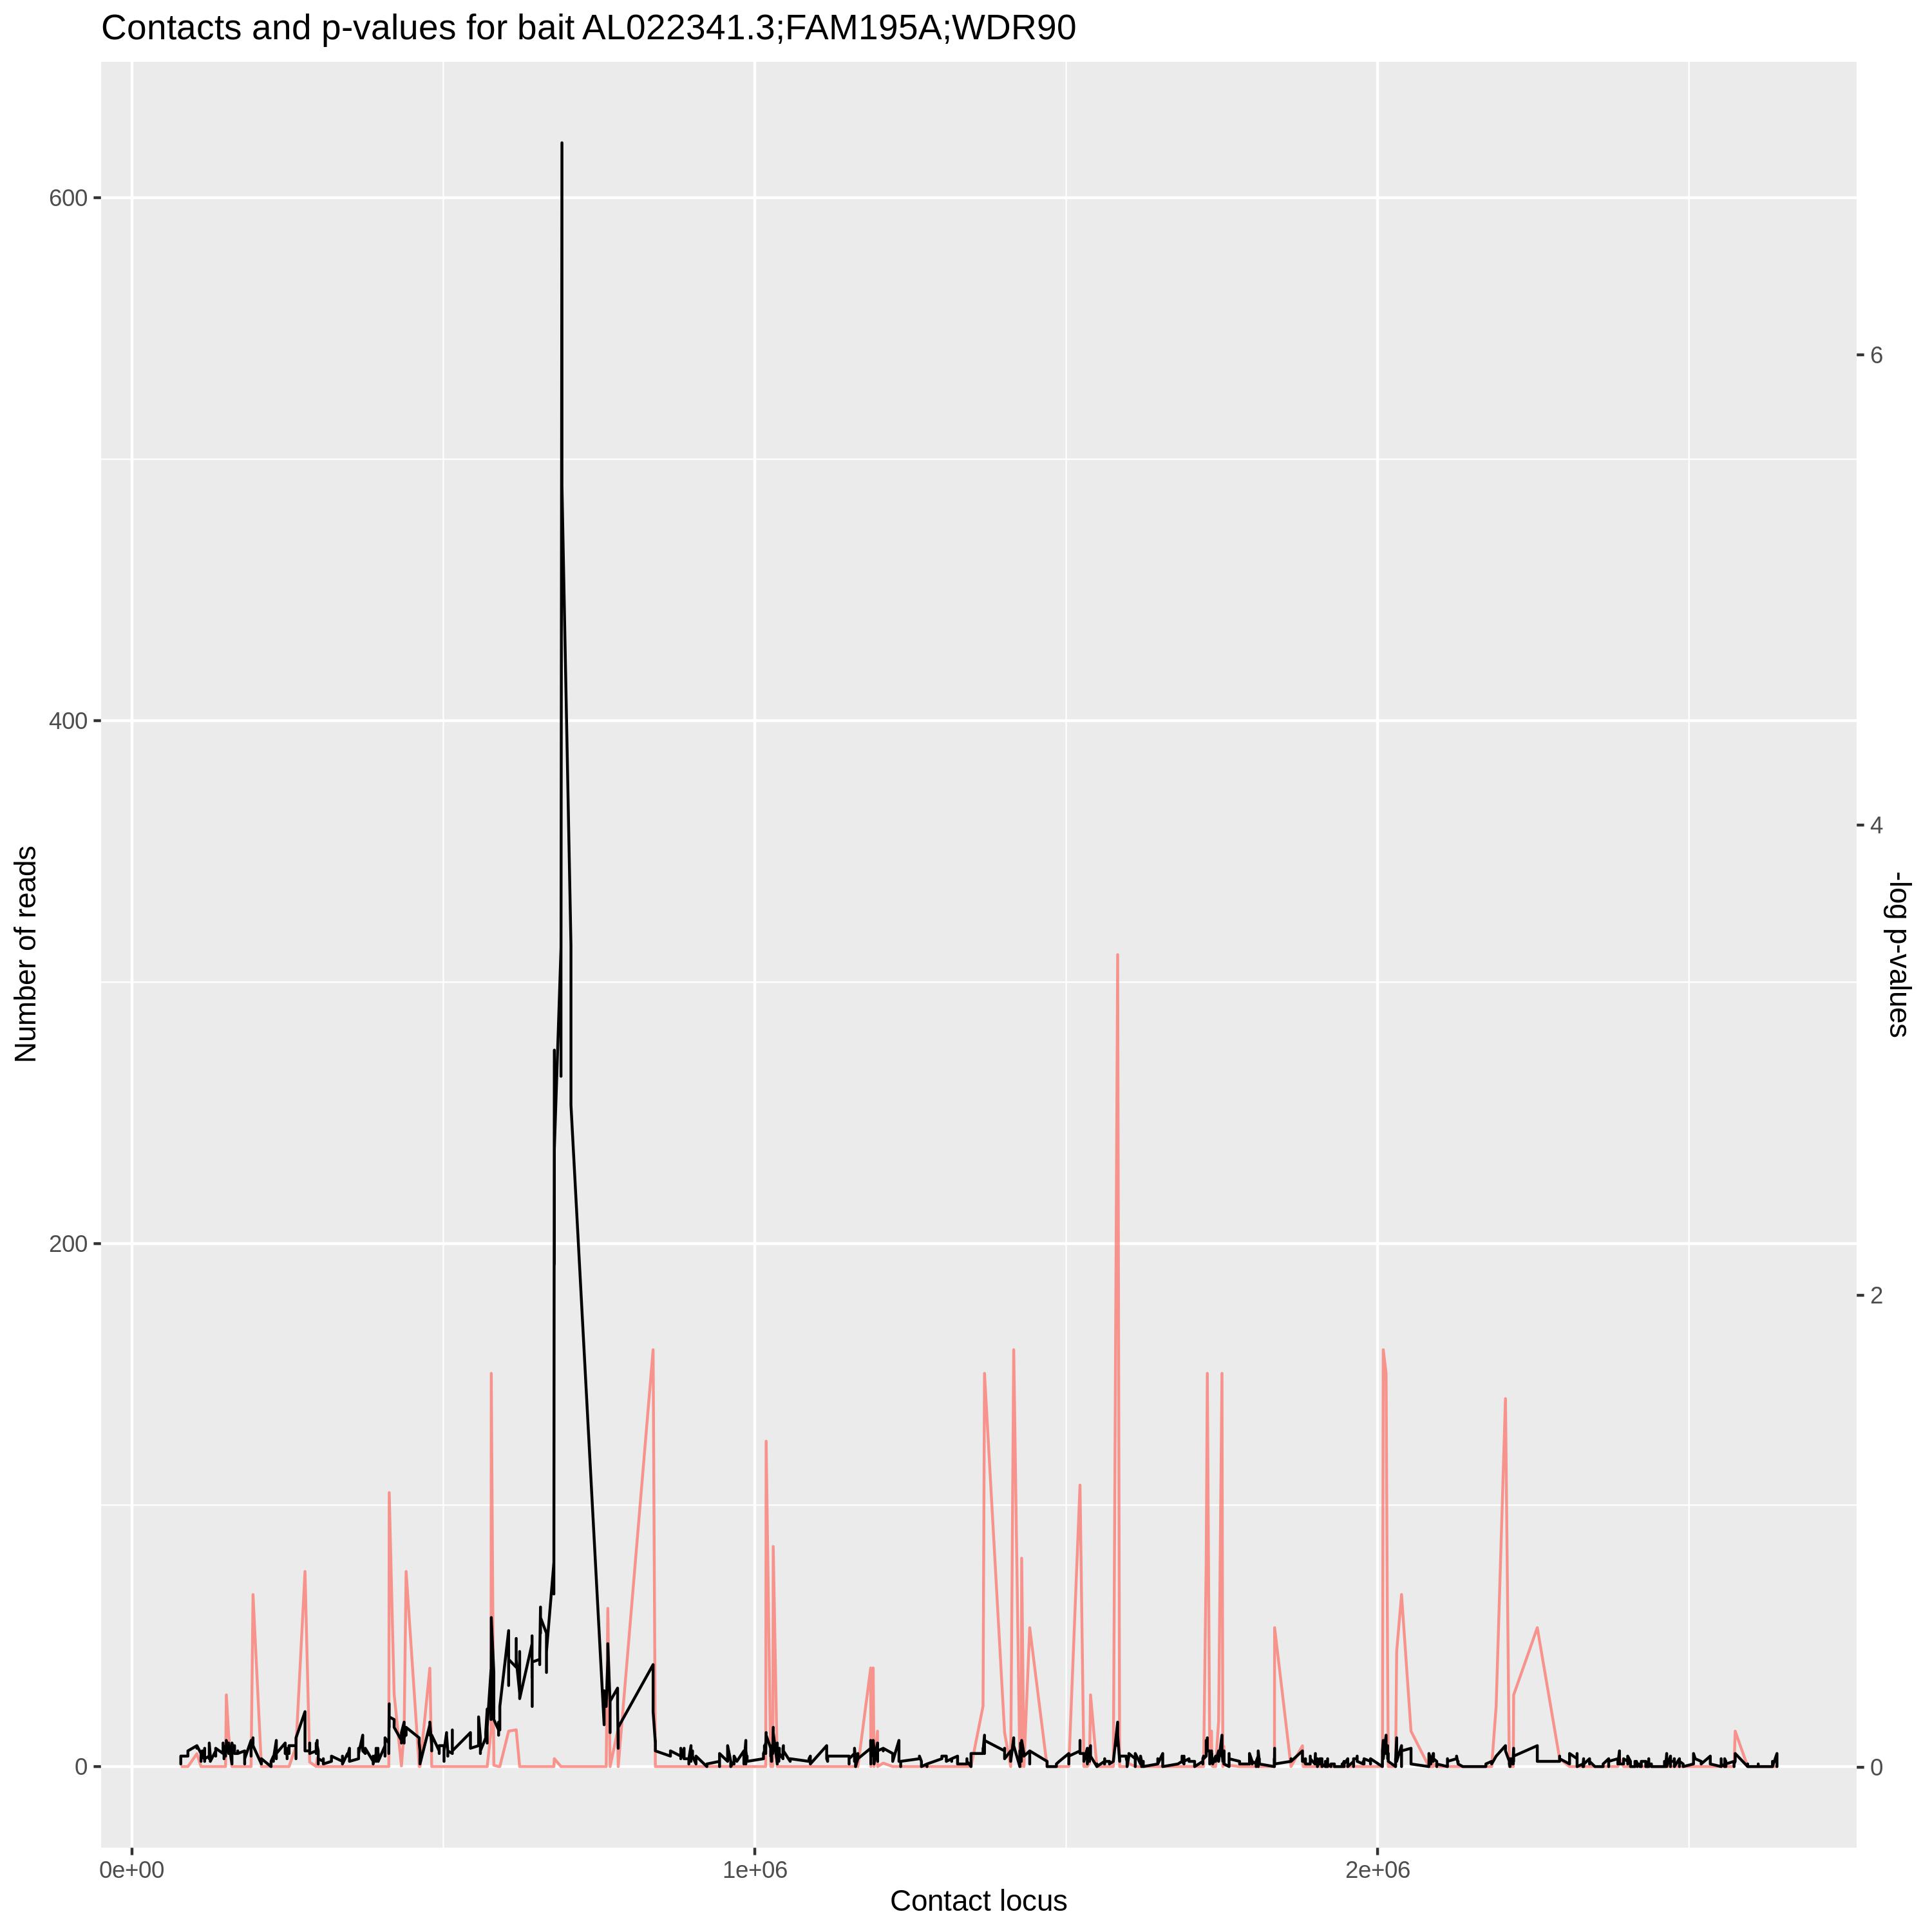 Contacts and p-values for bait AL022341.3;FAM195A;WDR90
600
400
200
0
Number of reads
6
4
2
0
-log p-values
0e+00
1e+06
2e+06
Contact locus